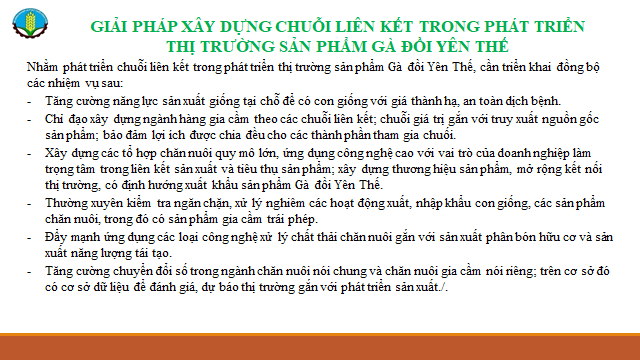 GIẢI PHÁP XÂY DỰNG CHUỖI LIÊN KẾT TRONG PHÁT TRIỂN
THỊ TRƯỜNG SẢN PHẨM GÀ ĐỒI YÊN THẾ
Nhằm phát triển chuỗi liên kết trong phát triển thị trường sản phẩm Gà đồi Yên Thế, cần triển khai đồng bộ
các nhiệm vụ sau:
- Tăng cường năng lực sản xuất giống tại chỗ để có con giống với giá thành hạ, an toàn dịch bệnh.
- Chỉ đạo xây dựng ngành hàng gia cầm theo các chuỗi liên kết; chuỗi giá trị gắn với truy xuất nguồn gốc
sản phẩm; bảo đảm lợi ích được chia đều cho các thành phần tham gia chuỗi.
- Xây dựng các tổ hợp chăn nuôi quy mô lớn, ứng dụng công nghệ cao với vai trò của doanh nghiệp làm
trọng tâm trong liên kết sản xuất và tiêu thụ sản phẩm; xây dựng thương hiệu sản phẩm, mở rộng kết nối
thị trường, có định hướng xuất khẩu sản phẩm Gà đồi Yên Thế.
- Thường xuyên kiểm tra ngăn chặn, xử lý nghiêm các hoạt động xuất, nhập khẩu con giống, các sản phẩm
chăn nuôi, trong đó có sản phẩm gia cầm trái phép.
- Đẩy mạnh ứng dụng các loại công nghệ xử lý chất thải chăn nuôi gắn với sản xuất phân bón hữu cơ và sản
xuất năng lượng tái tạo.
- Tăng cường chuyển đổi số trong ngành chăn nuôi nói chung và chăn nuôi gia cầm nói riêng; trên cơ sở đó
có cơ sở dữ liệu để đánh giá, dự báo thị trường gắn với phát triển sản xuất./.